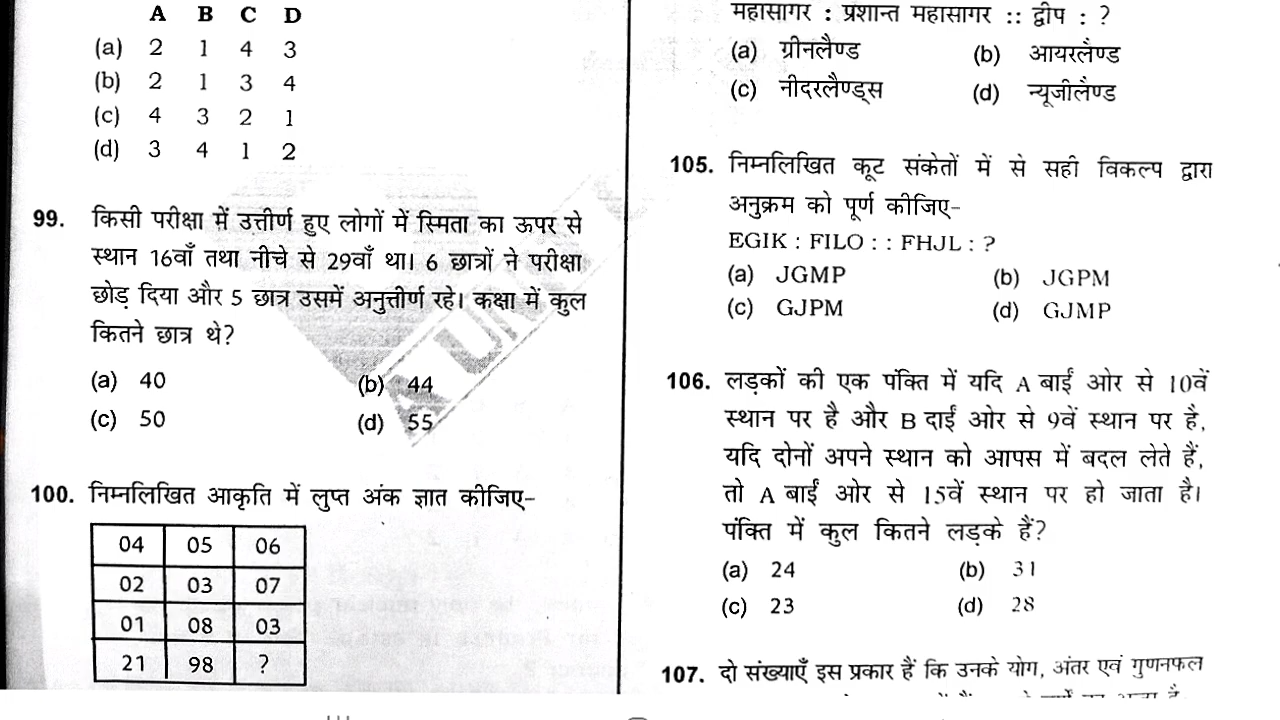 A B C D
(a) 2 1 4 3
(b) 2 1 3 4
(c) 4 3 2 1
(d) 3 4 1 2
99. किसी परीक्षा में उत्तीर्ण हुए लोगों में स्मिता का ऊपर से
स्थान 16वाँ तथा नीचे से 29वाँ था। 6 छात्रों ने परीक्षा
छोड़ दिया और 5 छात्र उसमें अनुत्तीर्ण रहे। कक्षा में कुल
कितने छात्र थे?
(a) 40 (b) 44
(c) 50 (d) 55
100. निम्नलिखित आकृति में लुप्त अंक ज्ञात कीजिए–
04 05 06
02 03 07
01 08 03
21 98 ?
महासागर : प्रशान्त महासागर :: द्वीप : ?
(a) ग्रीनलैण्ड (b) आयरलैण्ड
(c) नीदरलैण्ड्स (d) न्यूजीलैण्ड
105. निम्नलिखित कूट संकेतों में से सही विकल्प द्वारा
अनुक्रम को पूर्ण कीजिए–
EGIK : FILO : : FHJL : ?
(a) JGMP (b) JGPM
(c) GJPM (d) GJMP
106. लड़कों की एक पंक्ति में यदि A बाईं ओर से 10वें
स्थान पर है और B दाईं ओर से 9वें स्थान पर है,
यदि दोनों अपने स्थान को आपस में बदल लेते हैं,
तो A बाईं ओर से 15वें स्थान पर हो जाता है।
पंक्ति में कुल कितने लड़के हैं?
(a) 24 (b) 31
(c) 23 (d) 28
107. दो संख्याएँ इस प्रकार हैं कि उनके योग, अंतर एवं गुणनफल